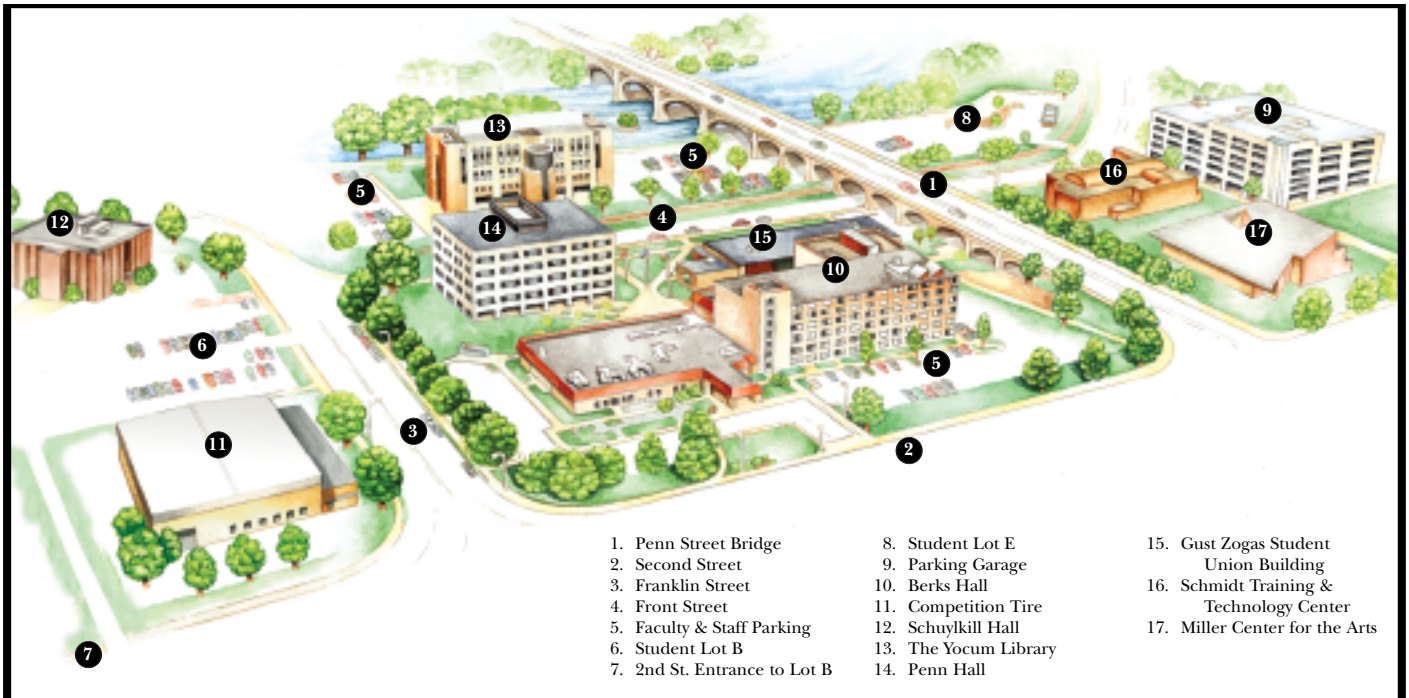 13
9
8
5
16
5
1
12
4
14
15
17
10
6
5
11
3
2
7
1. Penn Street Bridge
2. Second Street
3. Franklin Street
4. Front Street
5. Faculty & Staff Parking
6. Student Lot B
7. 2nd St. Entrance to Lot B
8. Student Lot E
9. Parking Garage
10. Berks Hall
11. Competition Tire
12. Schuylkill Hall
13. The Yocum Library
14. Penn Hall
15. Gust Zogas Student
Union Building
16. Schmidt Training &
Technology Center
17. Miller Center for the Arts